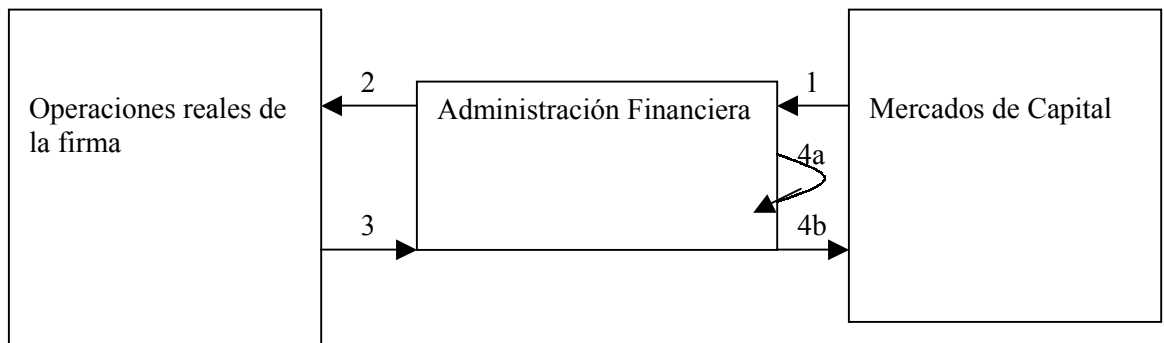 2
1
Operaciones reales de
la firma
Administración Financiera
Mercados de Capital
4a
3
4b